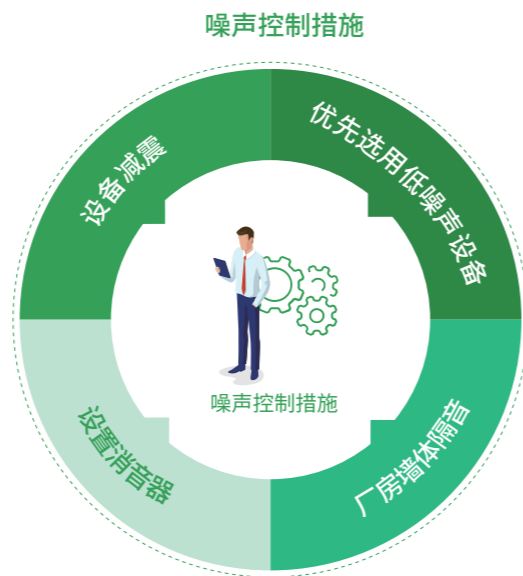 噪声控制措施
设备减震
优先选用低噪声设备
噪声控制措施
设置消音器
厂房墙体隔音